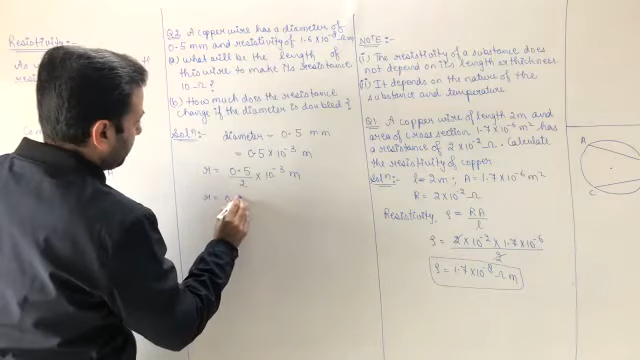 Resistivity:-
Q2. A copper wire has a diameter of
0.5 mm and resistivity of 1.6 × 10⁻⁸ Ω m
(a) what will be the length of
this wire to make its resistance
10 Ω ?
(b) How much does the resistance
change if the diameter is doubled ?
Solⁿ:- diameter = 0.5 mm
= 0.5 × 10⁻³ m
r = 0.5/2 × 10⁻³ m
r = 0.
NOTE:-
(i) The resistivity of a substance does
not depend on its length or thickness
(ii) It depends on the nature of the
substance and temperature
Q1. A copper wire of length 2m and
area of cross section 1.7 × 10⁻⁶ m² has
a resistance of 2 × 10⁻² Ω. Calculate
the resistivity of copper.
Solⁿ:- l = 2m, A = 1.7 × 10⁻⁶ m²
R = 2 × 10⁻² Ω
Resistivity, ρ = RA/l
ρ = 2 × 10⁻² × 1.7 × 10⁻⁶/2
ρ = 1.7 × 10⁻⁸ Ω m
A
C